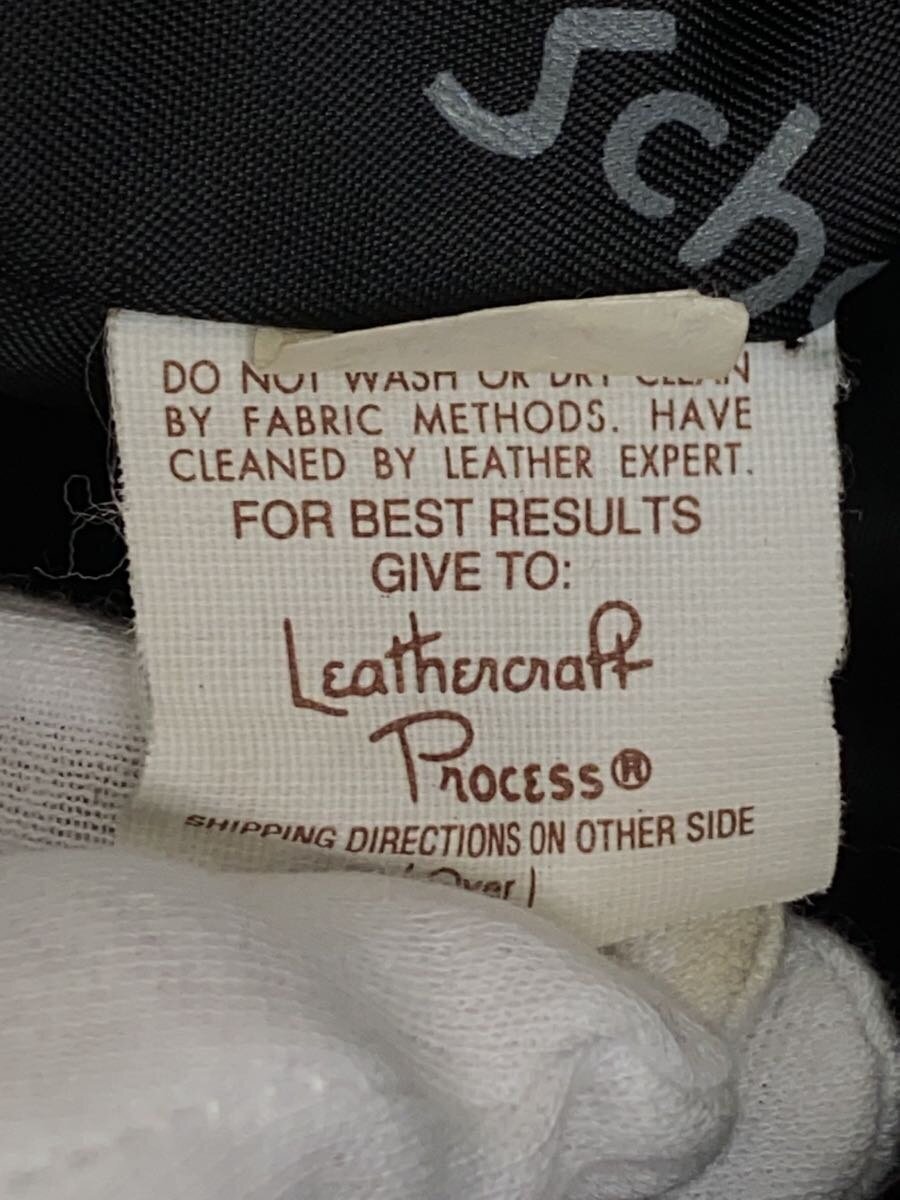 Sch
DO NOT WASH OR DRY CLEAN
BY FABRIC METHODS. HAVE
CLEANED BY LEATHER EXPERT.
FOR BEST RESULTS
GIVE TO:
Leathercraft
Process®
SHIPPING DIRECTIONS ON OTHER SIDE
(Over)